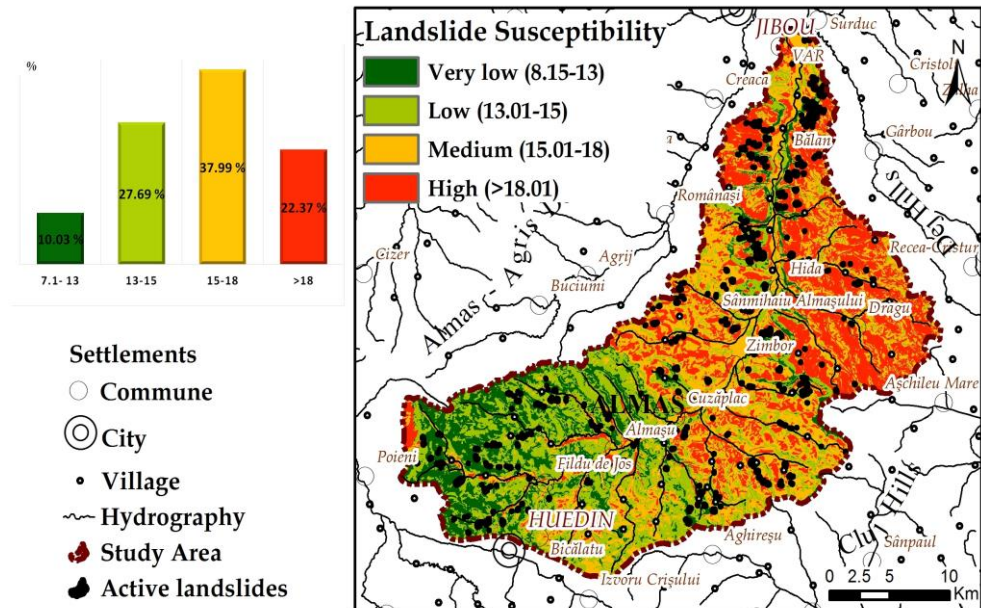 %
10.03 %
27.69 %
37.99 %
22.37 %
7.1- 13
13-15
15-18
>18
Settlements
Commune
City
Village
Hydrography
Study Area
Active landslides
Landslide Susceptibility
Very low (8.15-13)
Low (13.01-15)
Medium (15.01-18)
High (>18.01)
JIBOU
Surduc
N
VAR
Creaca
Cristol
Gârbou
Bălan
Românași
Dej Hills
Recea-Cristur
Gizer
Agrij
Buciumi
Almas- Agris
Hida
Sânmihaiu Almașului
Dragu
Zimbor
Așchileu Mare
Cuzăplac
ALMAS
Almașu
Poieni
Fildu de Jos
HUEDIN
Bicălatu
Aghireșu
Cluj Hills
Sânpaul
Izvoru Crișului
0 2.5 5 10
Km